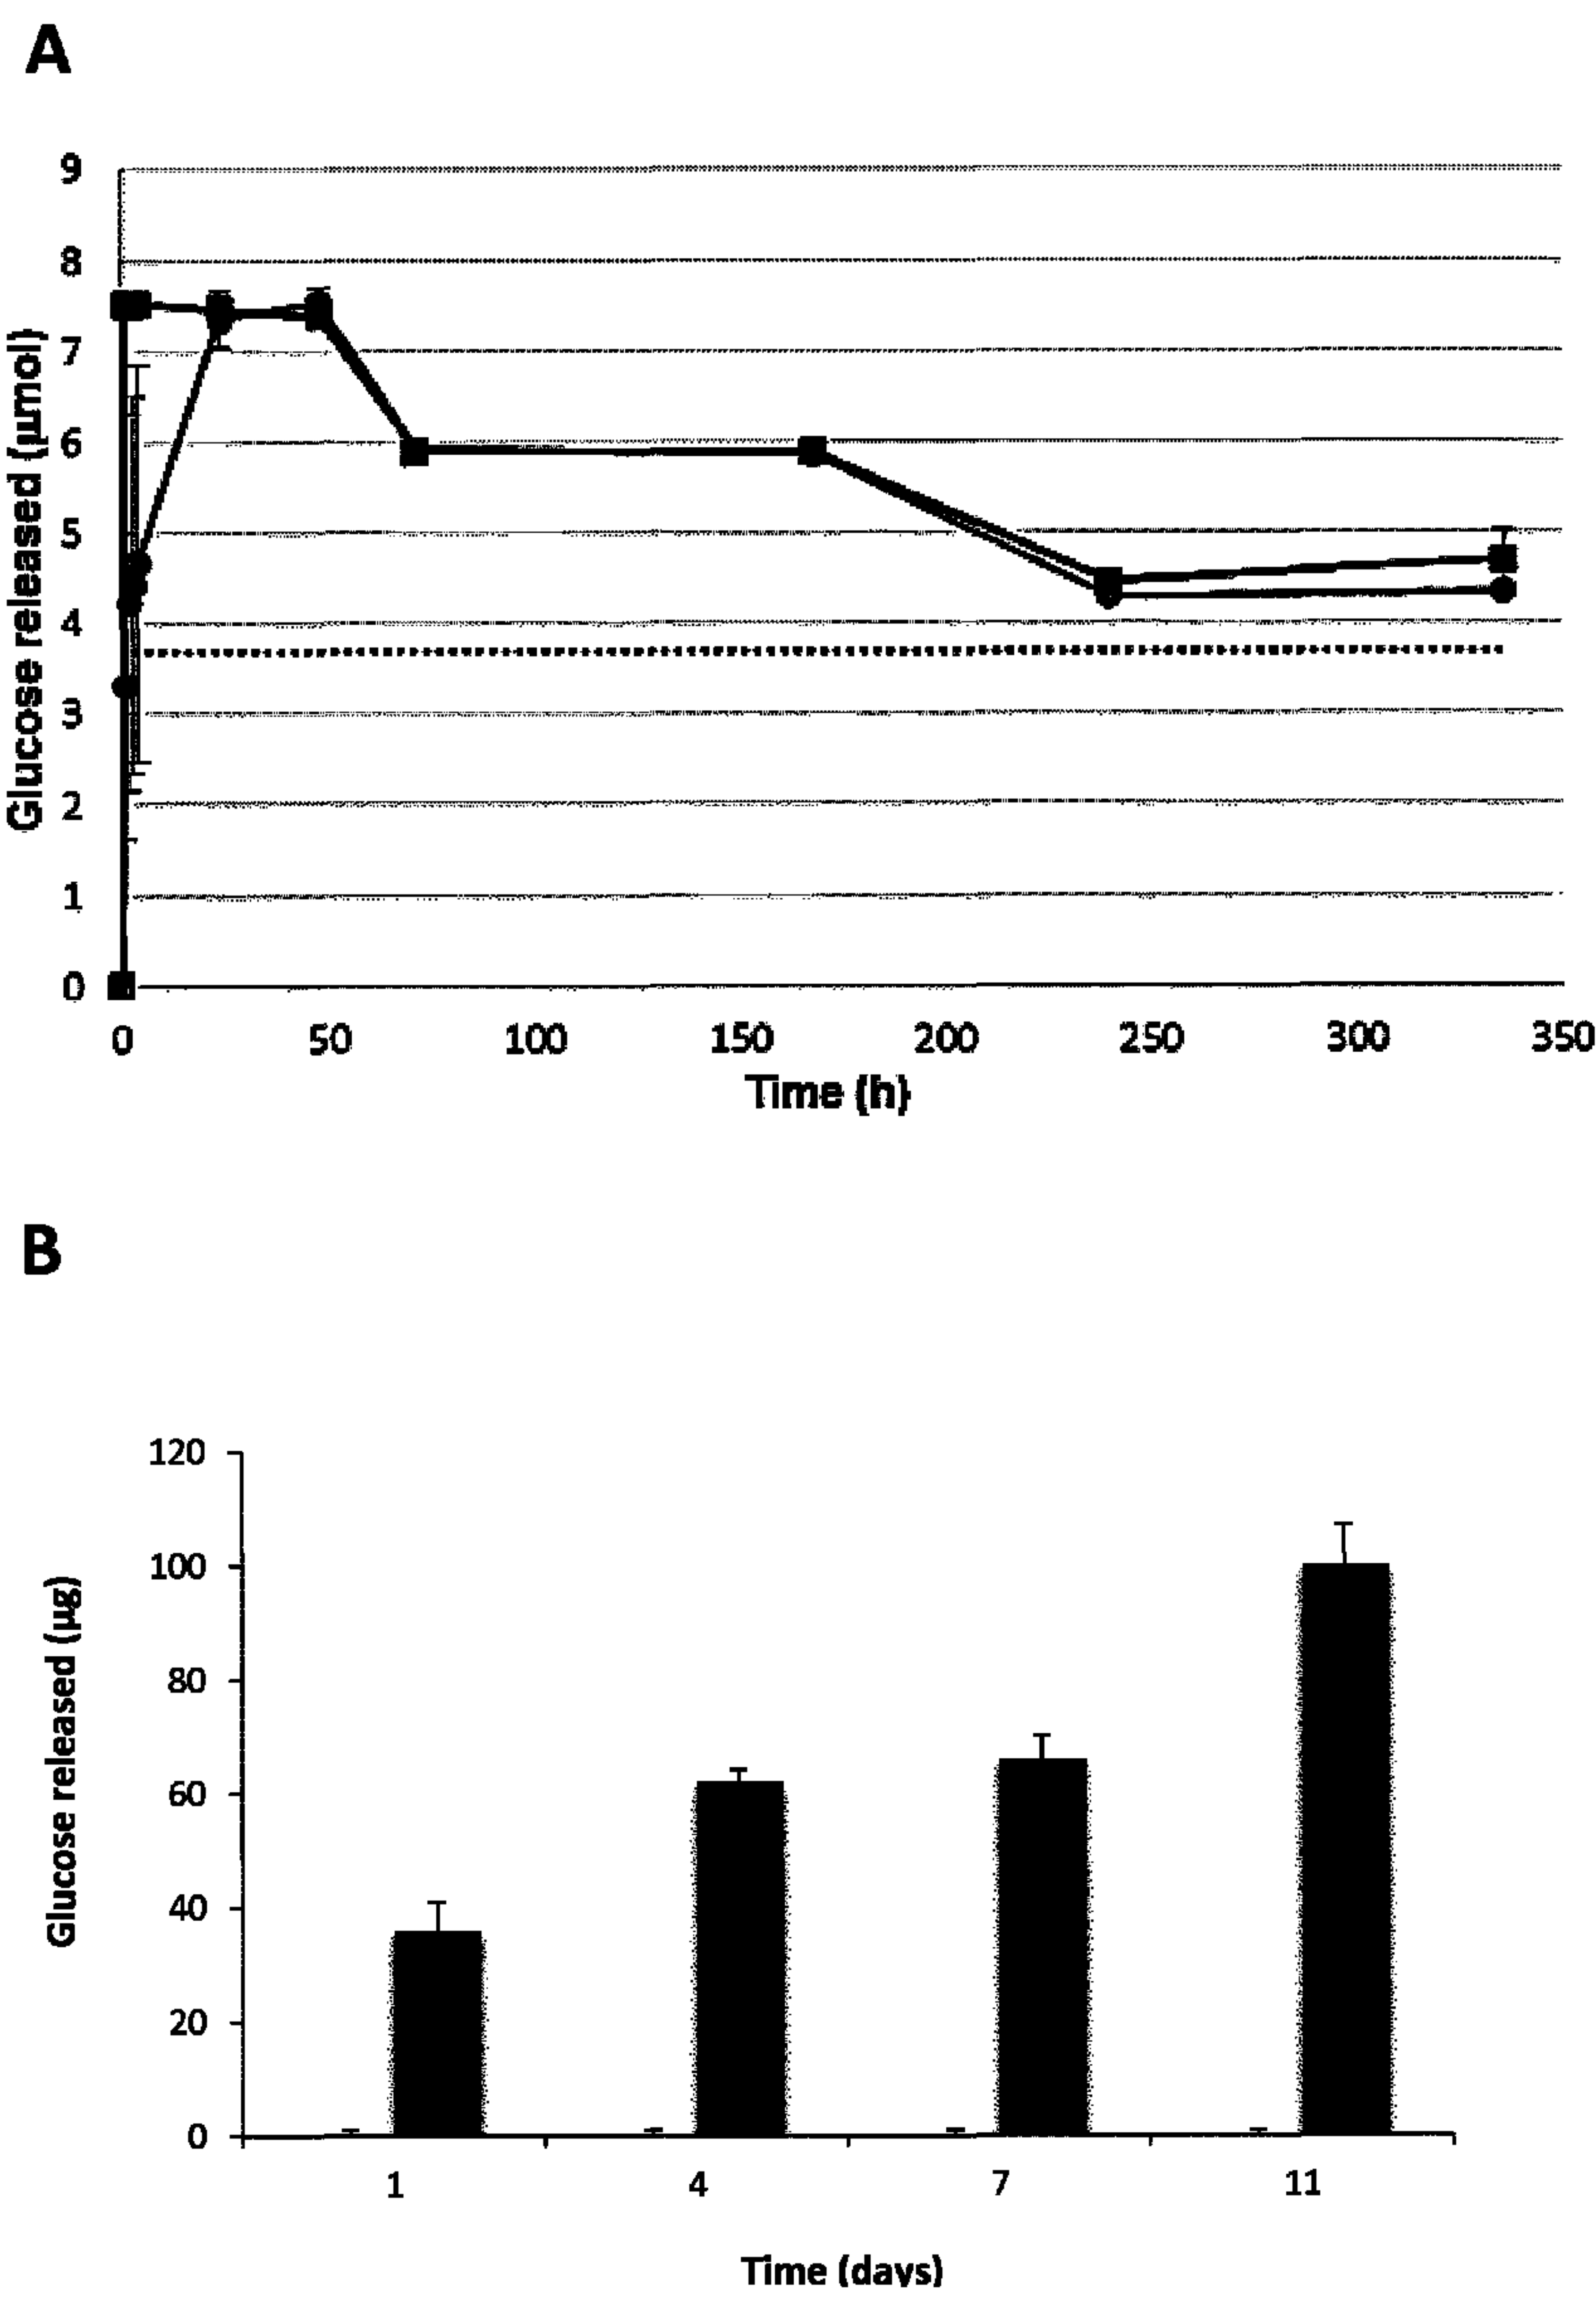 A
9
8
7
6
5
4
3
2
1
0
Glucose released (μmol)
0 50 100 150 200 250 300 350
Time (h)
B
120
100
80
60
40
20
0
Glucose released (μg)
1 4 7 11
Time (days)